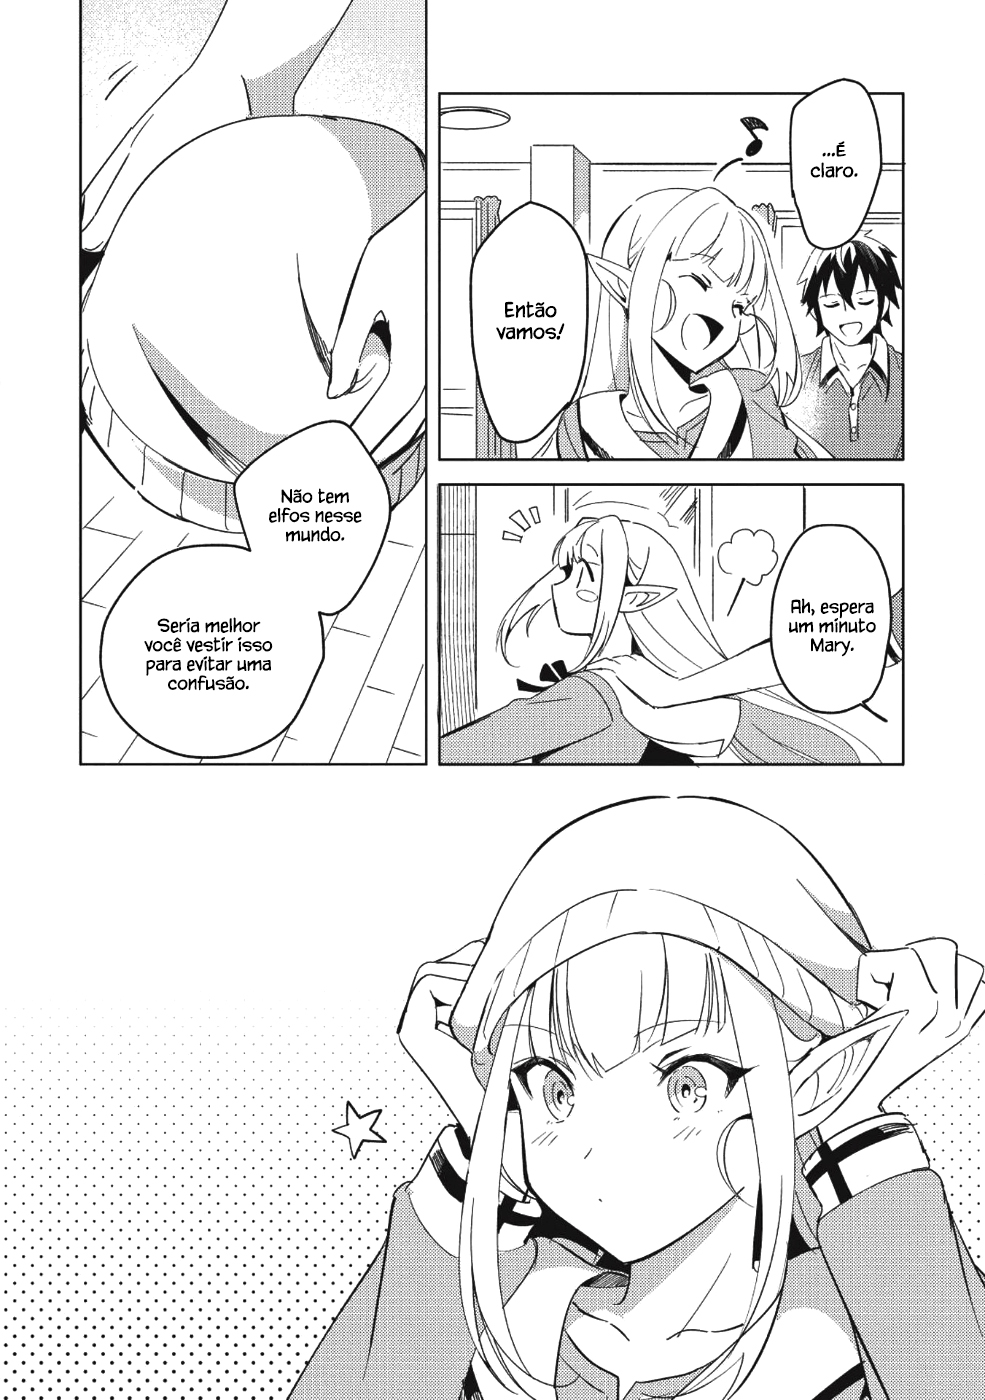 ...É
claro.
Então
vamos!
Ah, espera
um minuto
Mary.
Não tem
elfos nesse
mundo.
Seria melhor
você vestir isso
para evitar uma
confusão.